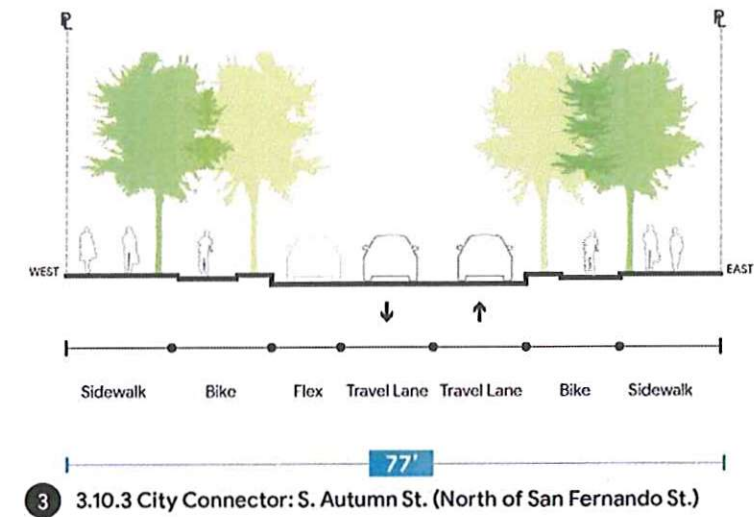 PL PL
WEST EAST
Sidewalk Bike Flex Travel Lane Travel Lane Bike Sidewalk
77'
3 3.10.3 City Connector: S. Autumn St. (North of San Fernando St.)